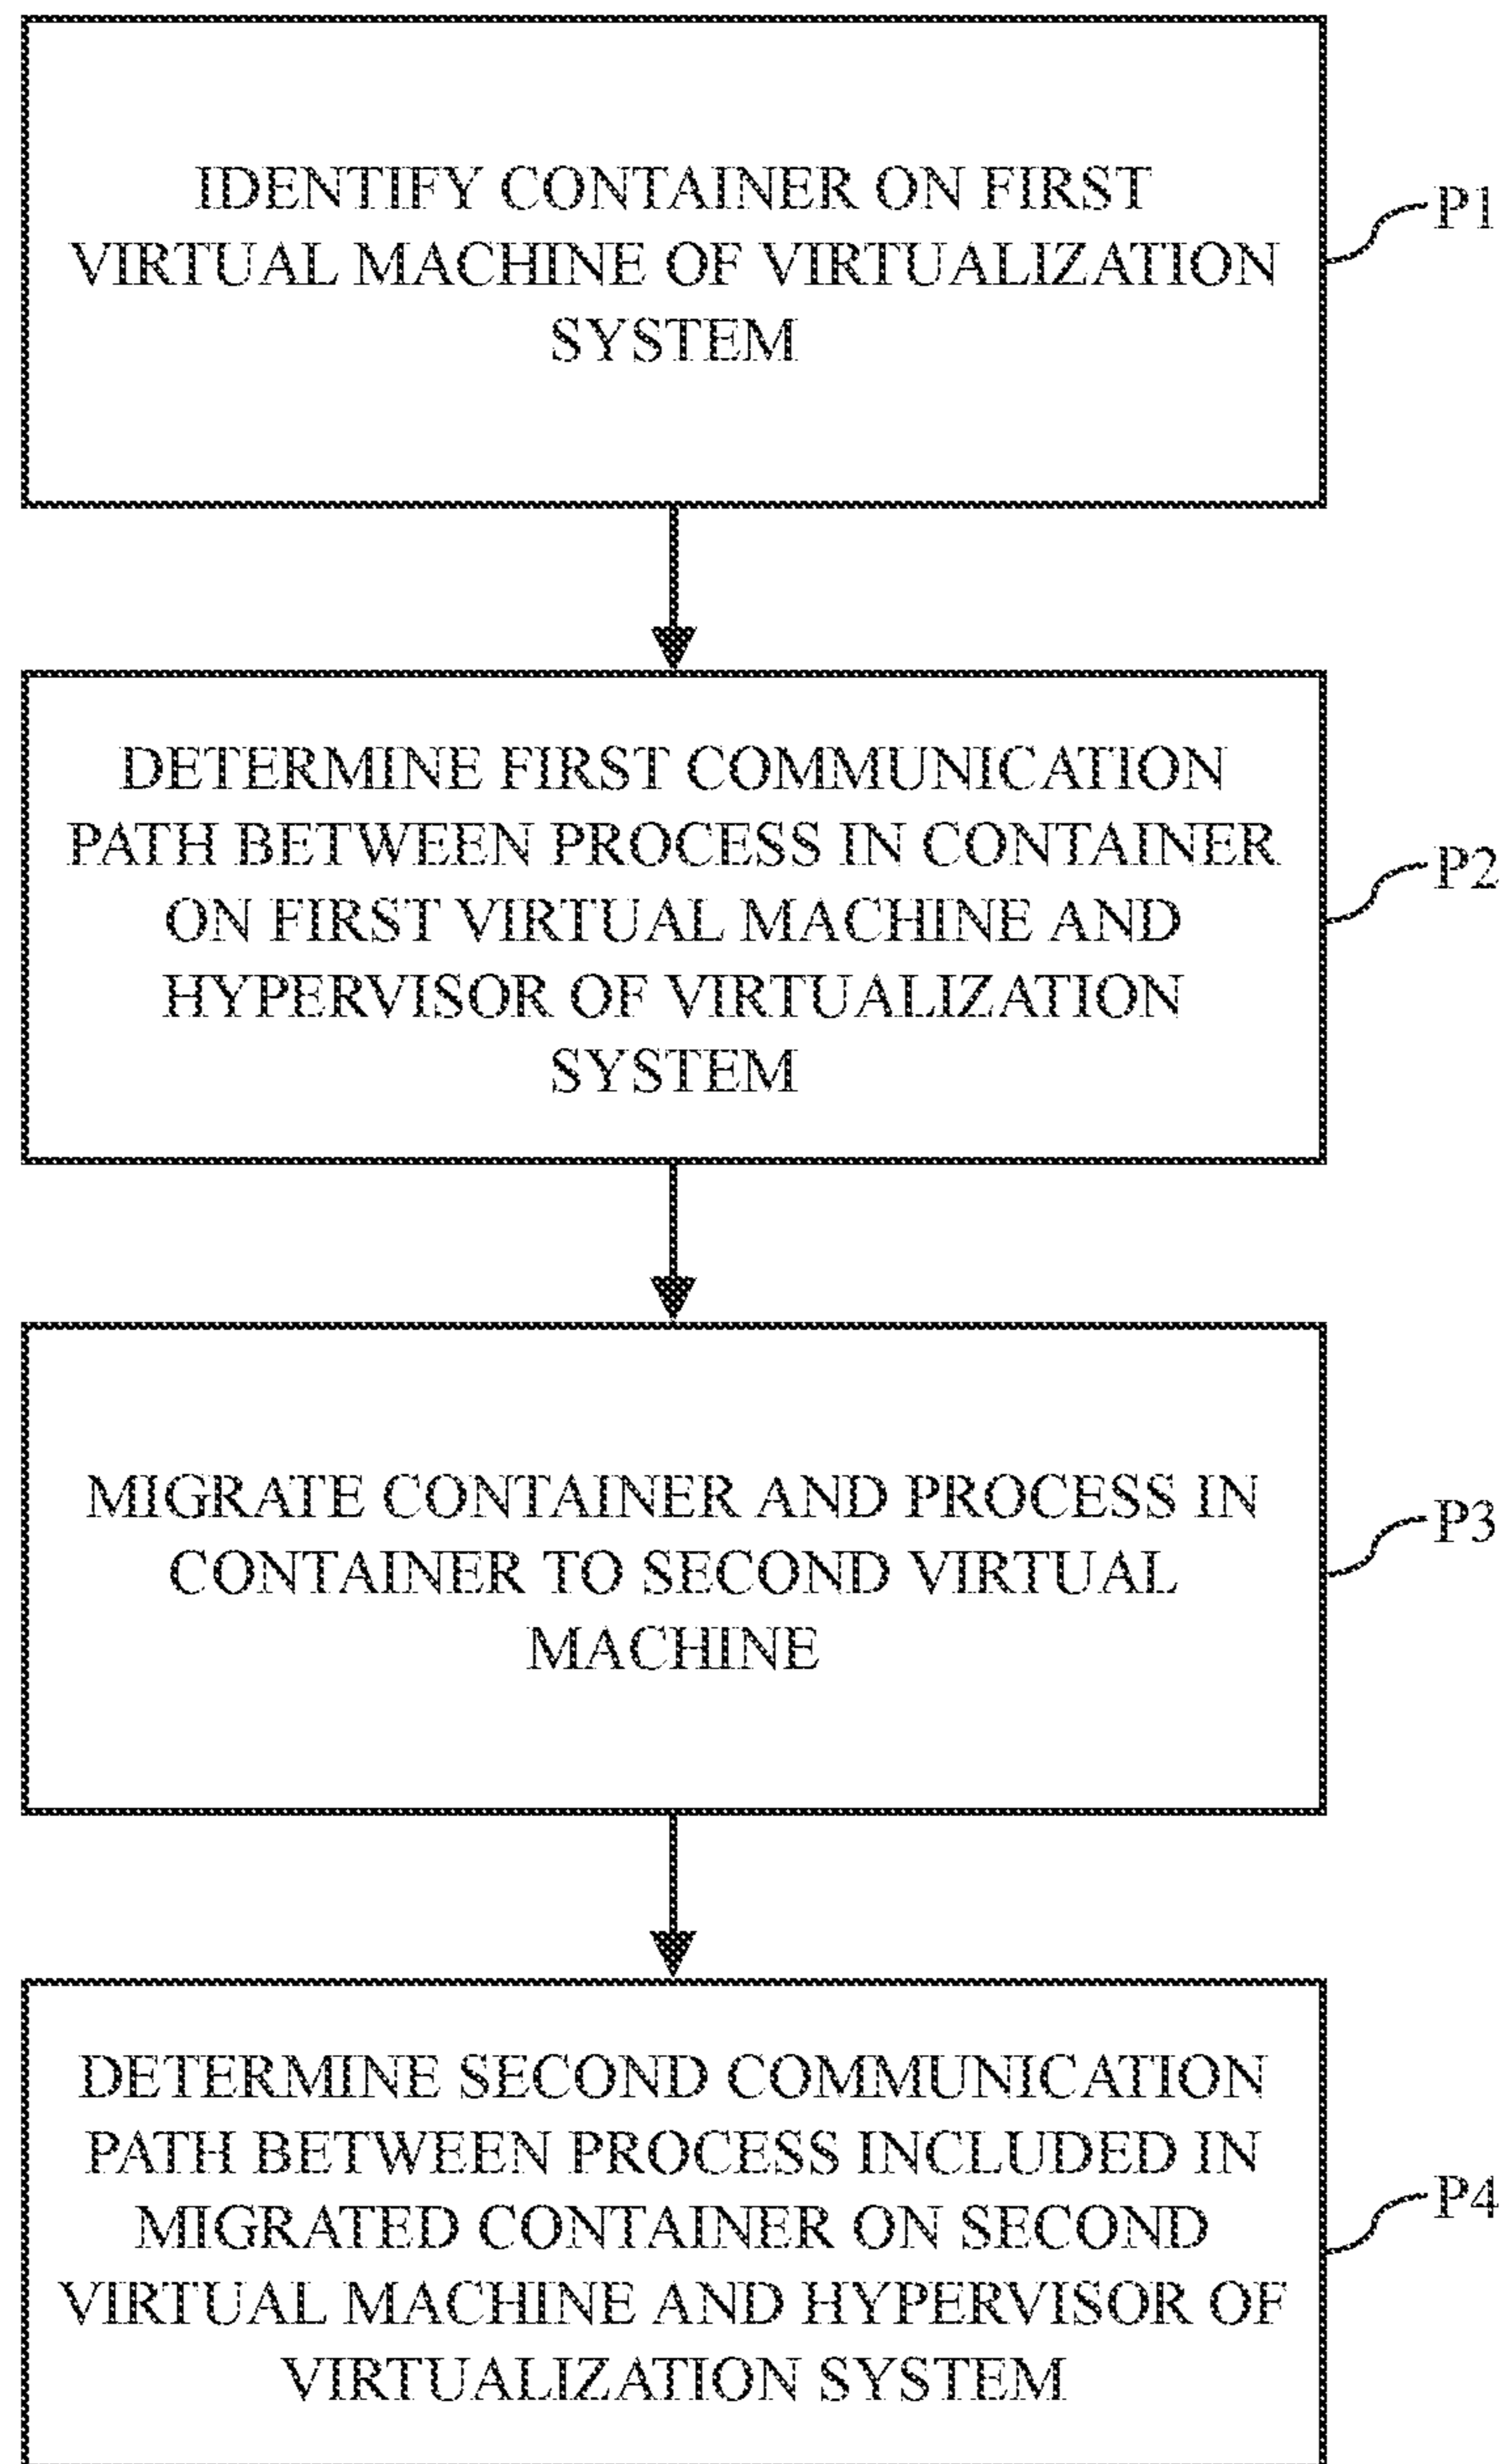 IDENTIFY CONTAINER ON FIRST
VIRTUAL MACHINE OF VIRTUALIZATION
SYSTEM
P1
DETERMINE FIRST COMMUNICATION
PATH BETWEEN PROCESS IN CONTAINER
ON FIRST VIRTUAL MACHINE AND
HYPERVISOR OF VIRTUALIZATION
SYSTEM
P2
MIGRATE CONTAINER AND PROCESS IN
CONTAINER TO SECOND VIRTUAL
MACHINE
P3
DETERMINE SECOND COMMUNICATION
PATH BETWEEN PROCESS INCLUDED IN
MIGRATED CONTAINER ON SECOND
VIRTUAL MACHINE AND HYPERVISOR OF
VIRTUALIZATION SYSTEM
P4